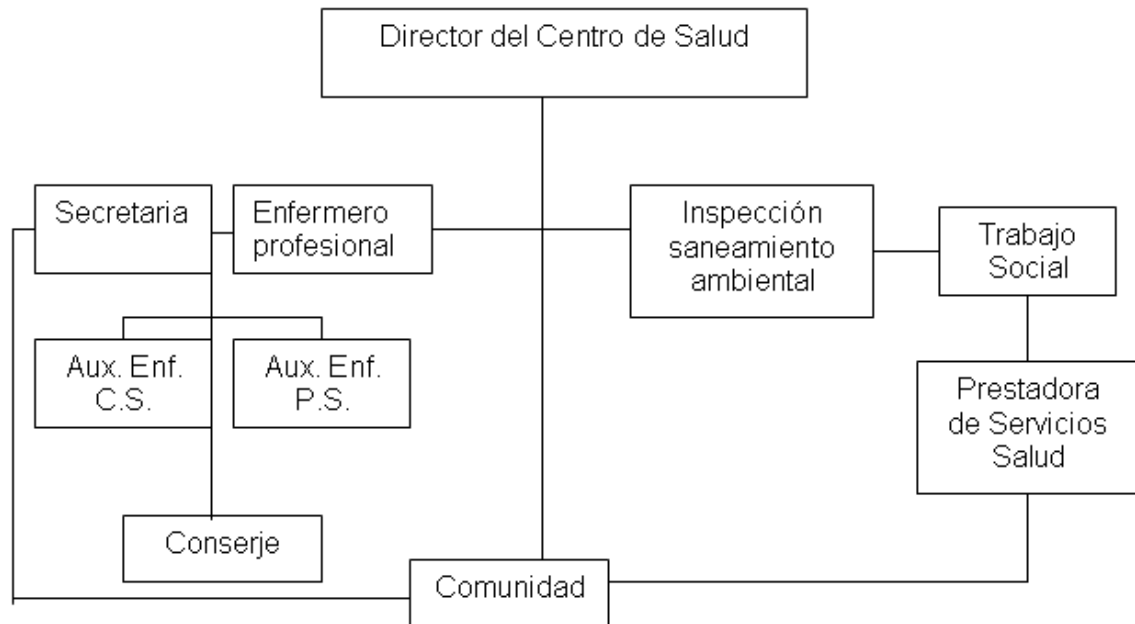 Director del Centro de Salud
Secretaria
Enfermero
profesional
Inspección
saneamiento
ambiental
Trabajo
Social
Aux. Enf.
C.S.
Aux. Enf.
P.S.
Prestadora
de Servicios
Salud
Conserje
Comunidad